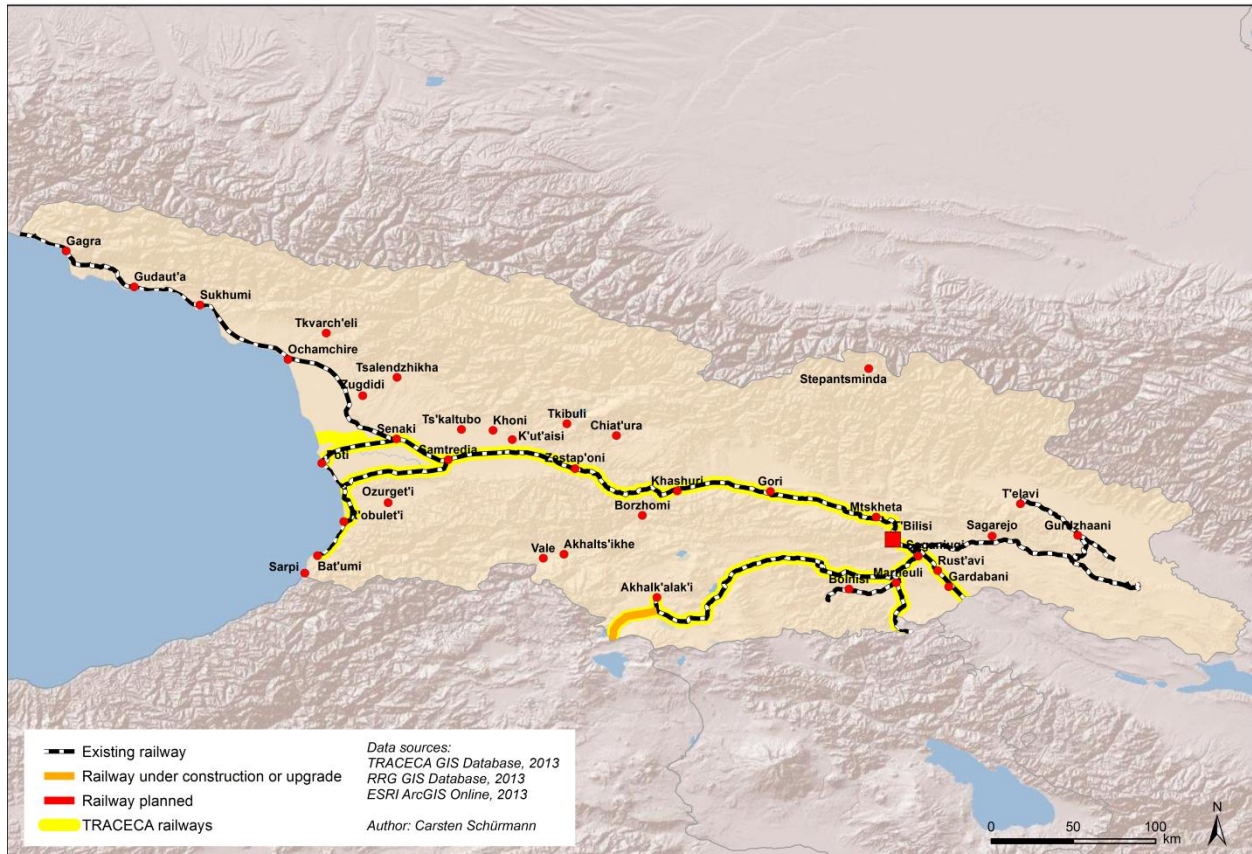 Gagra
Gudaut'a
Sukhumi
Tkvarch'eli
Ochamchire
Tsalendzhikha
Zugdidi
Stepantsminda
Ts'kaltubo
Khoni
Tkibuli
Chiat'ura
Senaki
K'ut'aisi
Samtredia
Zestap'oni
Khashuri
Gori
Ozurget'i
Borzhomi
Mtskheta
T'elavi
Sagarejo
Gurdzhaani
Vale
Akhalts'ikhe
Bat'umi
Sarpi
Rust'avi
Marneuli
Bolnisi
Gardabani
Akhalk'alak'i
Existing railway
Railway under construction or upgrade
Railway planned
TRACECA railways
Data sources:
TRACECA GIS Database, 2013
RRG GIS Database, 2013
ESRI ArcGIS Online, 2013
Author: Carsten Schürmann
N
0 50 100
km